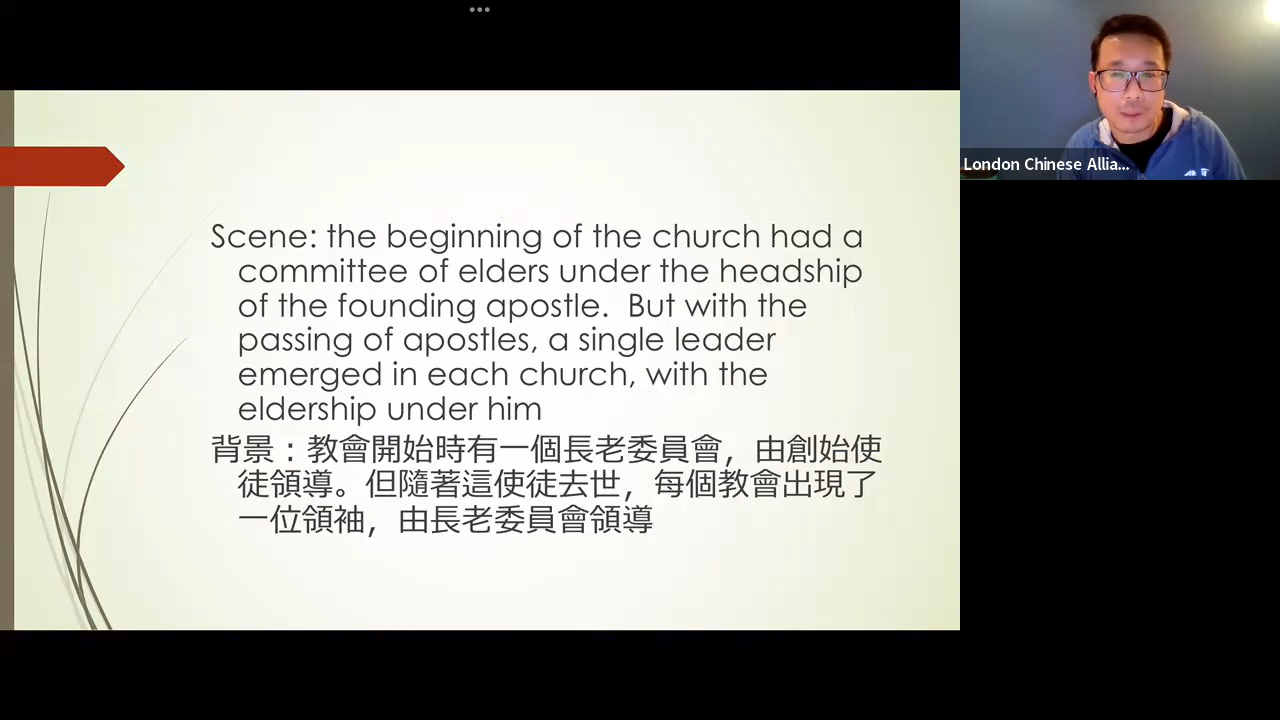 Scene: the beginning of the church had a
committee of elders under the headship
of the founding apostle.  But with the
passing of apostles, a single leader
emerged in each church, with the
eldership under him
背景：教會開始時有一個長老委員會，由創始使
徒領導。但隨著這使徒去世，每個教會出現了
一位領袖，由長老委員會領導
London Chinese Allia...